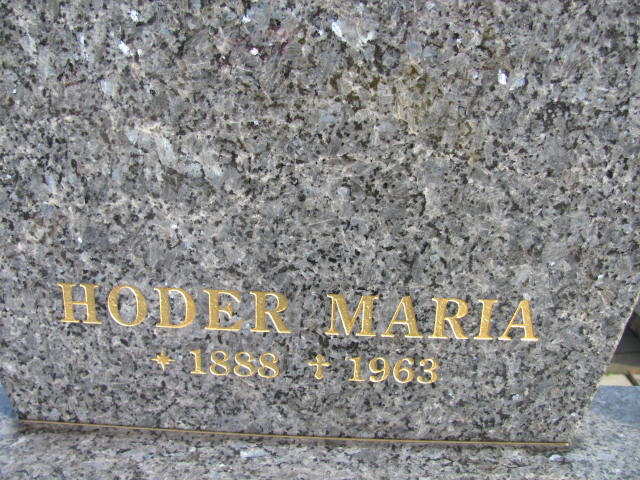 HODER MARIA
* 1888 † 1963